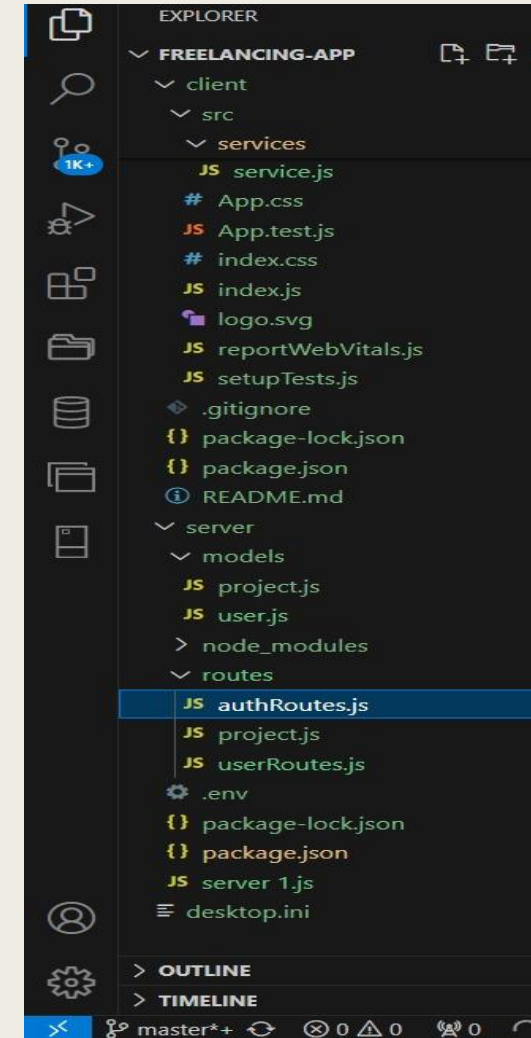 EXPLORER
FREELANCING-APP
client
src
services
1K+
JS service.js
# App.css
JS App.test.js
# index.css
JS index.js
logo.svg
JS reportWebVitals.js
JS setupTests.js
.gitignore
{} package-lock.json
{} package.json
README.md
server
models
JS project.js
JS user.js
> node_modules
routes
JS authRoutes.js
JS project.js
JS userRoutes.js
.env
{} package-lock.json
{} package.json
JS server 1.js
desktop.ini
> OUTLINE
> TIMELINE
master*+ 0 0 0